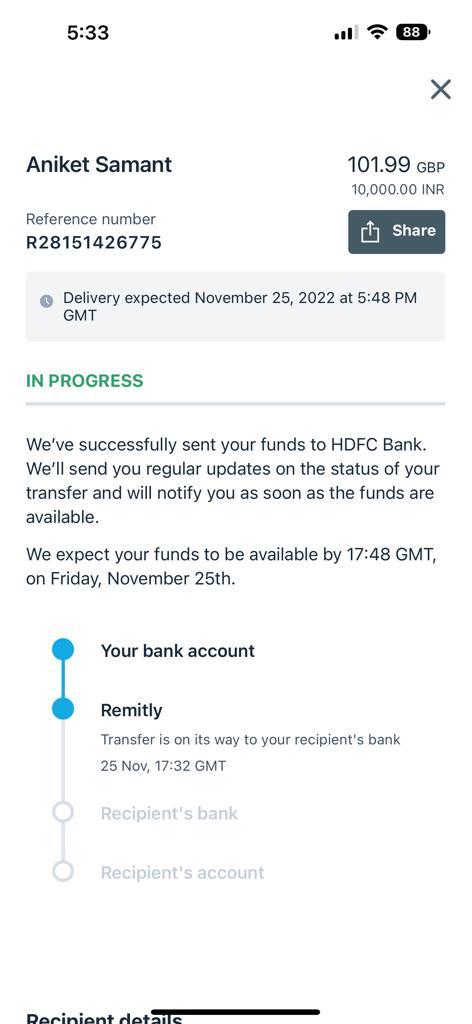 5:33
88
Aniket Samant
101.99 GBP
10,000.00 INR
Reference number
R28151426775
Share
Delivery expected November 25, 2022 at 5:48 PM
GMT
IN PROGRESS
We've successfully sent your funds to HDFC Bank.
We'll send you regular updates on the status of your
transfer and will notify you as soon as the funds are
available.
We expect your funds to be available by 17:48 GMT,
on Friday, November 25th.
Your bank account
Remitly
Transfer is on its way to your recipient's bank
25 Nov, 17:32 GMT
Recipient's bank
Recipient's account
Recipient details